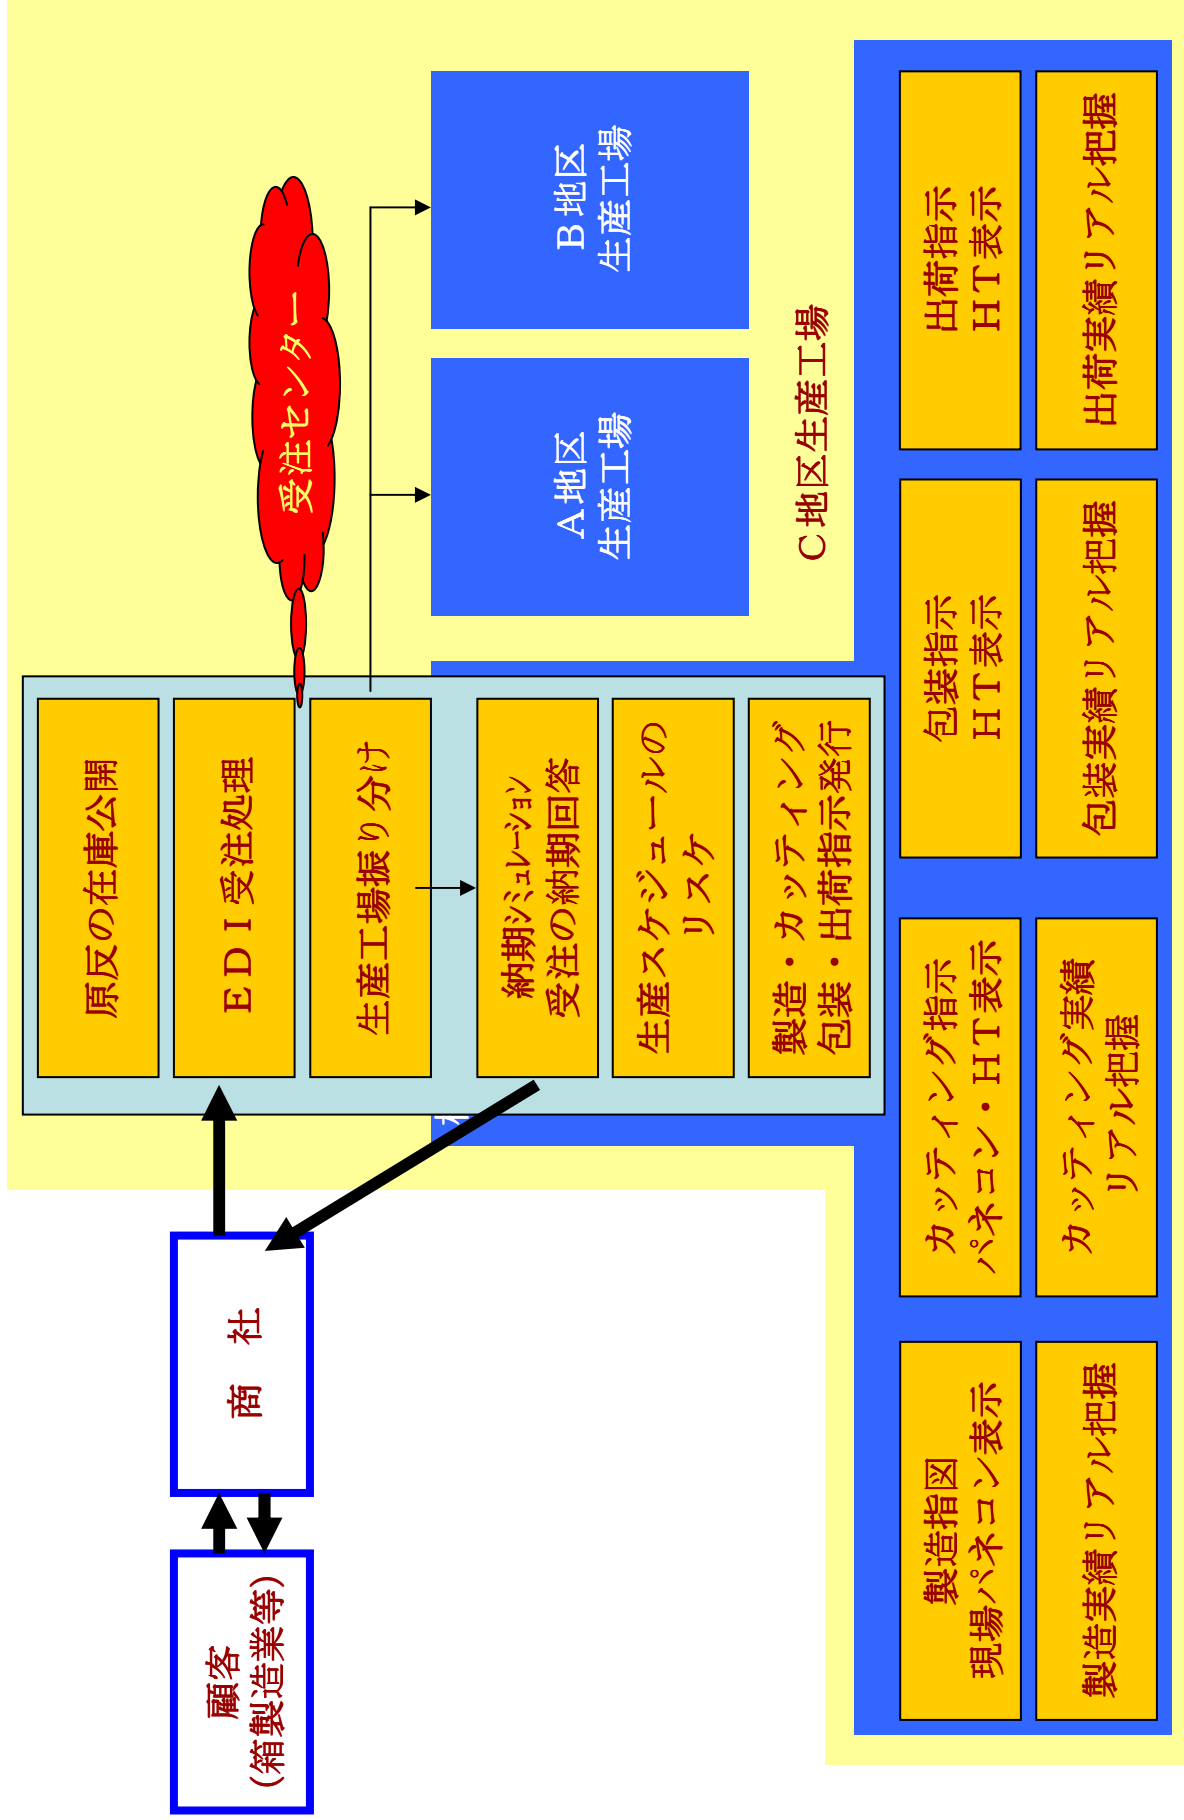 顧客
(箱製造業等)
商　社
受注センター
原反の在庫公開
ＥＤＩ受注処理
生産工場振り分け
納期シミュレーション
受注の納期回答
生産スケジュールの
リスケ
製造・カッティング
包装・出荷指示発行
Ａ地区
生産工場
Ｂ地区
生産工場
Ｃ地区生産工場
製造指図
現場パネコン表示
カッティング指示
パネコン・ＨＴ表示
包装指示
ＨＴ表示
出荷指示
ＨＴ表示
製造実績リアル把握
カッティング実績
リアル把握
包装実績リアル把握
出荷実績リアル把握